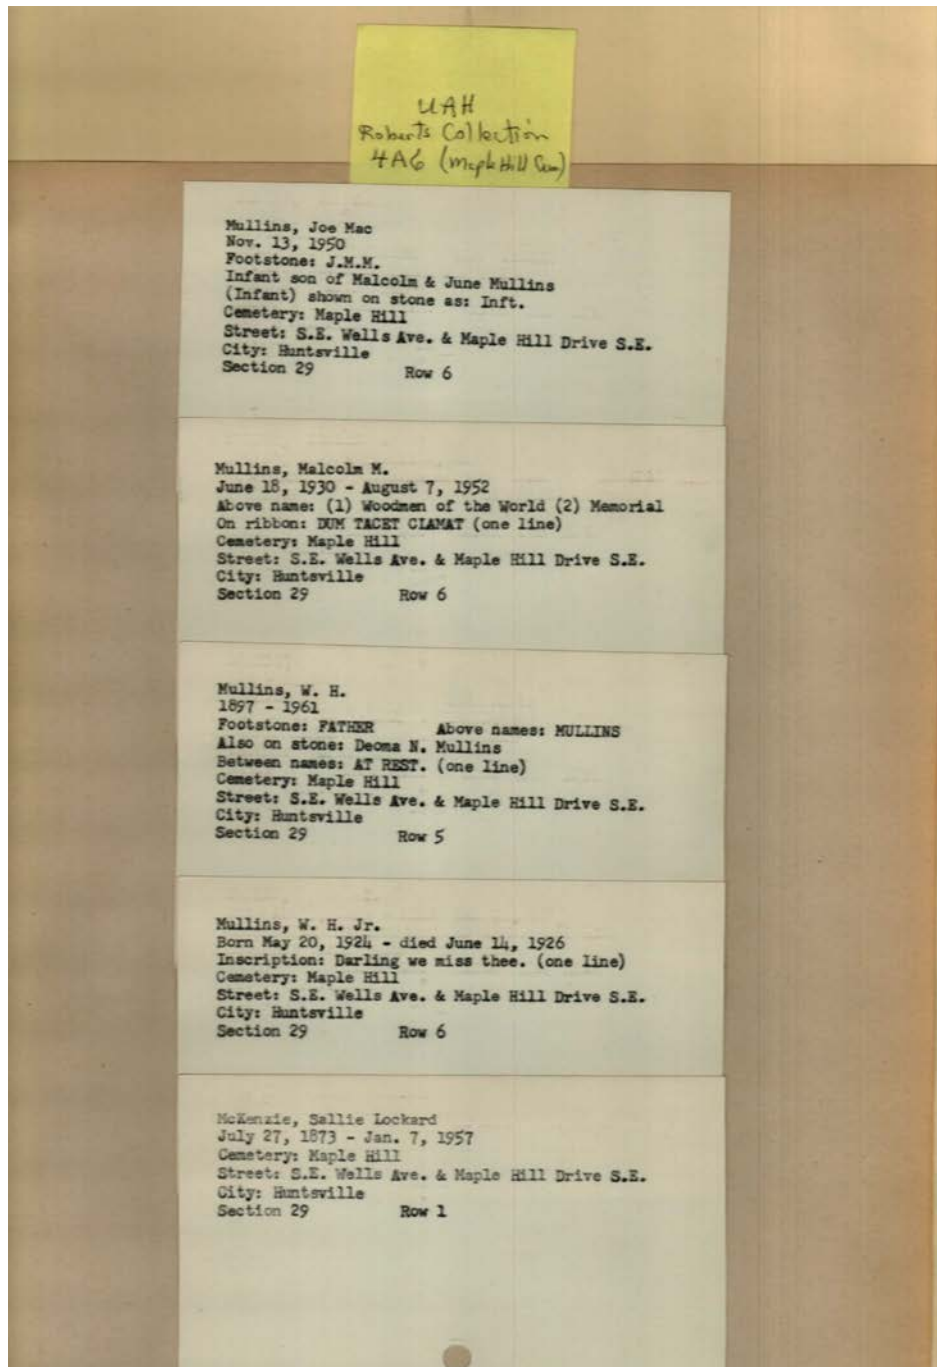 UAH
Roberts Collection
4A6 (Maple Hill Cem)
Mullins, Joe Mac
Nov. 13, 1950
Footstone: J.M.M.
Infant son of Malcolm & June Mullins
(Infant) shown on stone as: Inft.
Cemetery: Maple Hill
Street: S.E. Wells Ave. & Maple Hill Drive S.E.
City: Huntsville
Section 29 Row 6
Mullins, Malcolm M.
June 18, 1930 - August 7, 1952
Above name: (1) Woodmen of the World (2) Memorial
On ribbon: DUM TACET CLAMAT (one line)
Cemetery: Maple Hill
Street: S.E. Wells Ave. & Maple Hill Drive S.E.
City: Huntsville
Section 29 Row 6
Mullins, W. H.
1897 - 1961
Footstone: FATHER Above names: MULLINS
Also on stone: Deoma N. Mullins
Between names: AT REST. (one line)
Cemetery: Maple Hill
Street: S.E. Wells Ave. & Maple Hill Drive S.E.
City: Huntsville
Section 29 Row 5
Mullins, W. H. Jr.
Born May 20, 1924 - died June 14, 1926
Inscription: Darling we miss thee. (one line)
Cemetery: Maple Hill
Street: S.E. Wells Ave. & Maple Hill Drive S.E.
City: Huntsville
Section 29 Row 6
McKenzie, Sallie Lockard
July 27, 1873 - Jan. 7, 1957
Cemetery: Maple Hill
Street: S.E. Wells Ave. & Maple Hill Drive S.E.
City: Huntsville
Section 29 Row 1